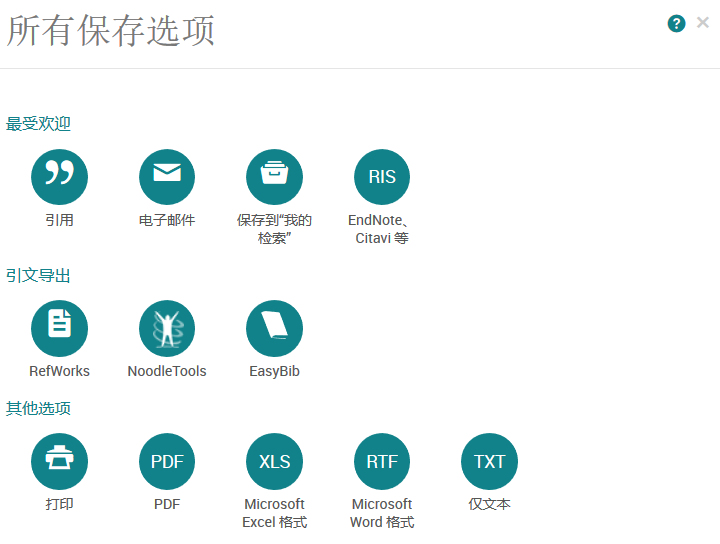 所有保存选项
?
最受欢迎
RIS
引用
电子邮件
保存到“我的
检索”
EndNote、
Citavi 等
引文导出
RefWorks
NoodleTools
EasyBib
其他选项
PDF
XLS
RTF
TXT
打印
PDF
Microsoft
Excel 格式
Microsoft
Word 格式
仅文本